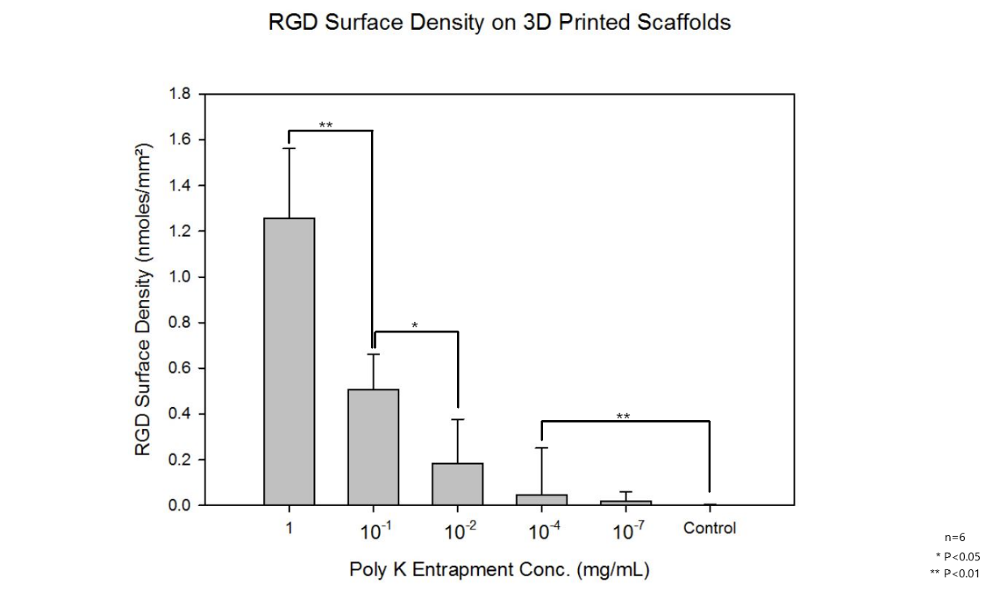 RGD Surface Density on 3D Printed Scaffolds
RGD Surface Density (nmoles/mm²)
1.8
1.6
1.4
1.2
1.0
0.8
0.6
0.4
0.2
0.0
**
*
**
1 10⁻¹ 10⁻² 10⁻⁴ 10⁻⁷ Control
Poly K Entrapment Conc. (mg/mL)
n=6
* P<0.05
** P<0.01